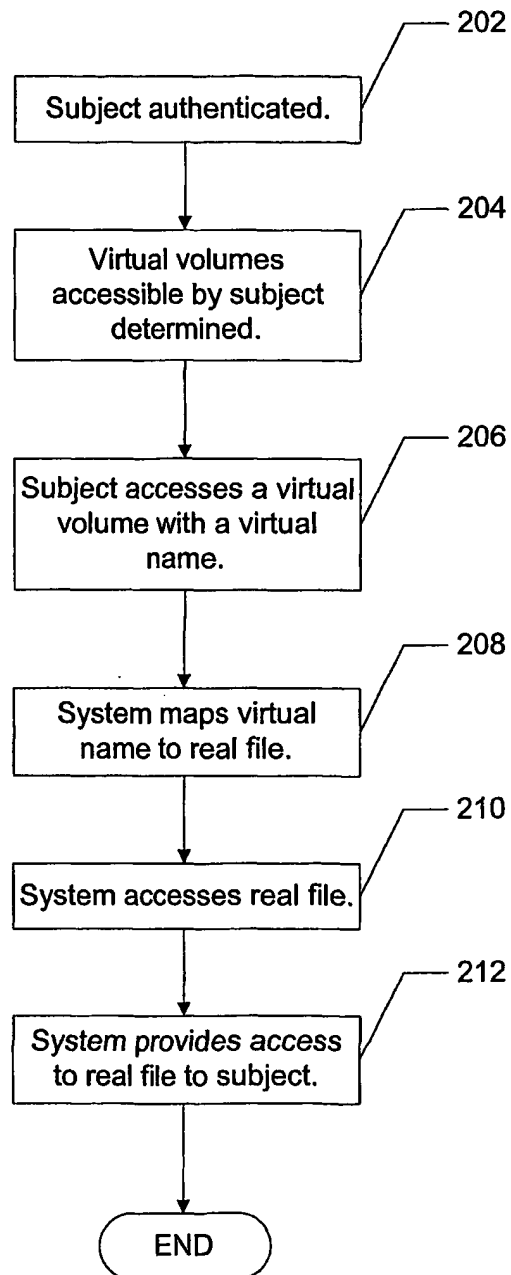 202
Subject authenticated.
204
Virtual volumes
accessible by subject
determined.
206
Subject accesses a virtual
volume with a virtual
name.
208
System maps virtual
name to real file.
210
System accesses real file.
212
System provides access
to real file to subject.
END